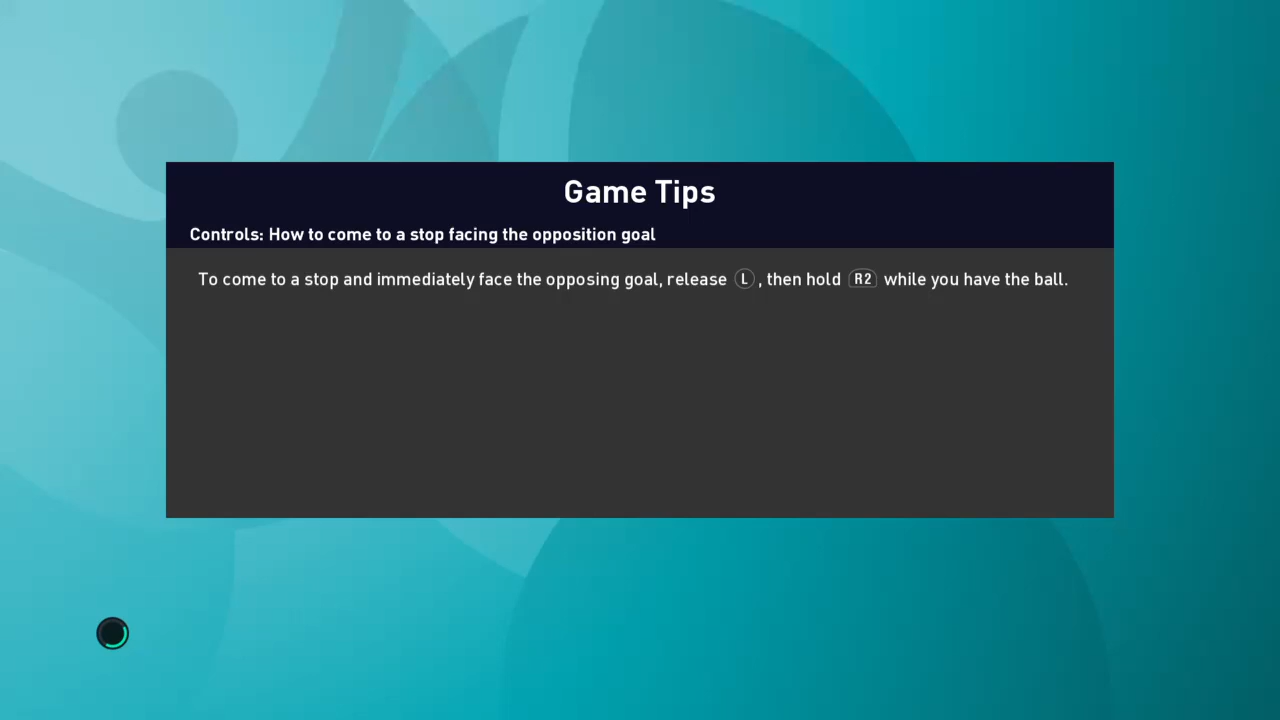 Game Tips
Controls: How to come to a stop facing the opposition goal
To come to a stop and immediately face the opposing goal, release L, then hold R2 while you have the ball.